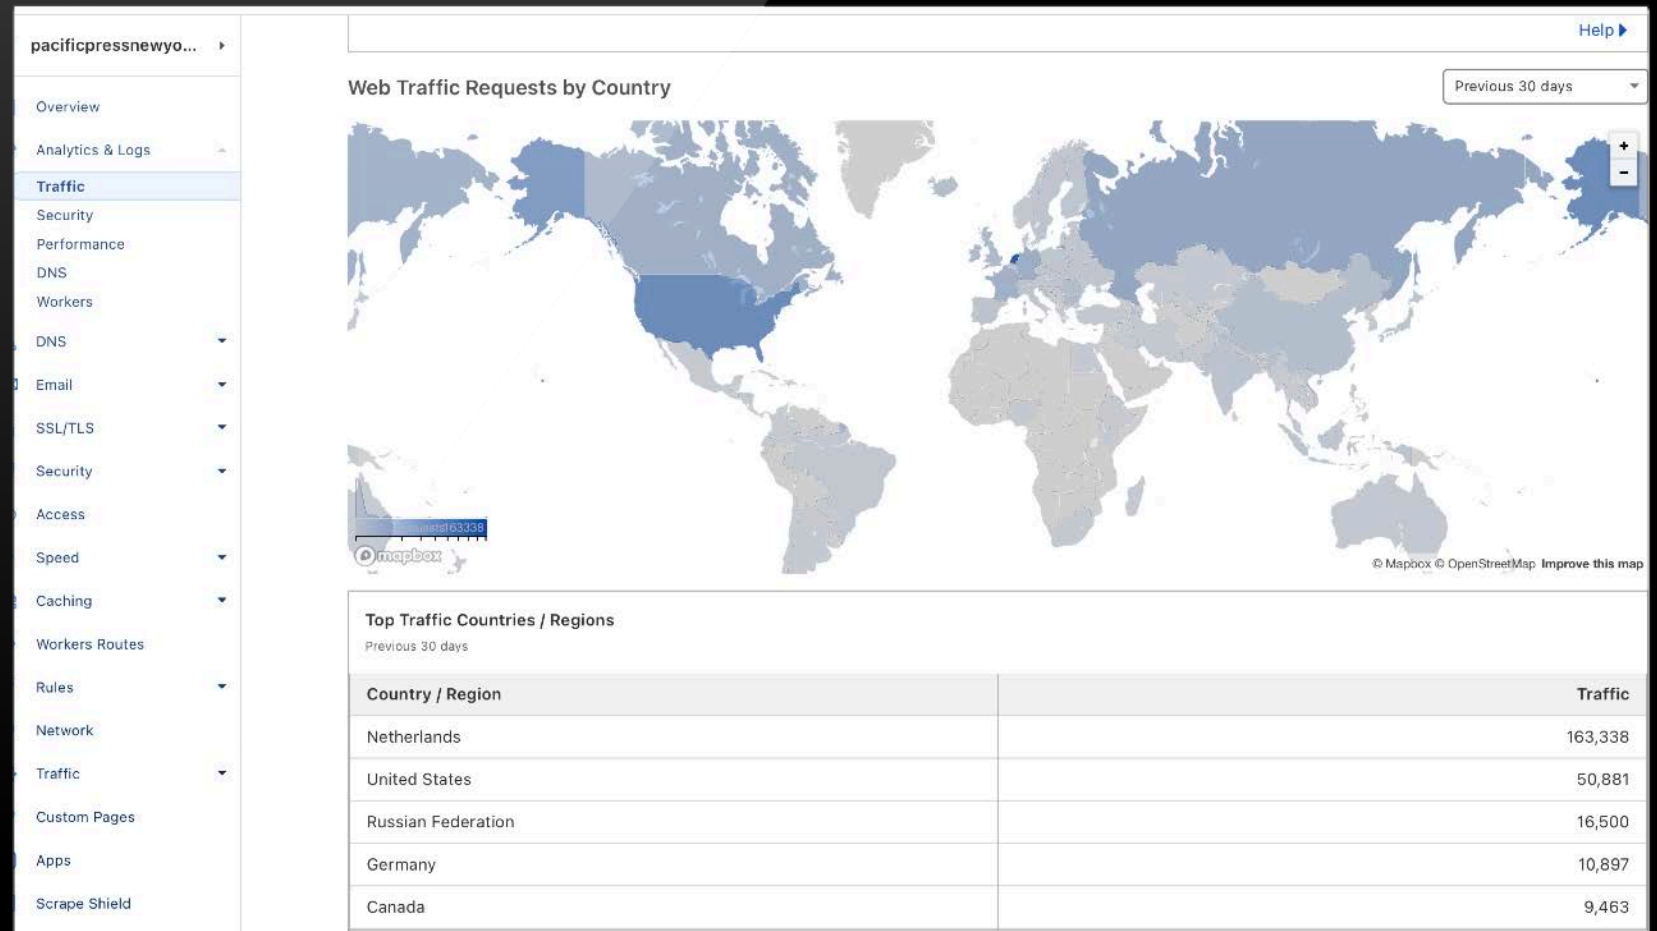 pacificpressnewyo...
Help
Web Traffic Requests by Country
Previous 30 days
Overview
Analytics & Logs
Traffic
Security
Performance
DNS
Workers
DNS
Email
SSL/TLS
Security
Access
Speed
Caching
Workers Routes
Rules
Network
Traffic
Custom Pages
Apps
Scrape Shield
+
-
163338
mapbox
© Mapbox © OpenStreetMap Improve this map
Top Traffic Countries / Regions
Previous 30 days
Country / Region Traffic
Netherlands 163,338
United States 50,881
Russian Federation 16,500
Germany 10,897
Canada 9,463